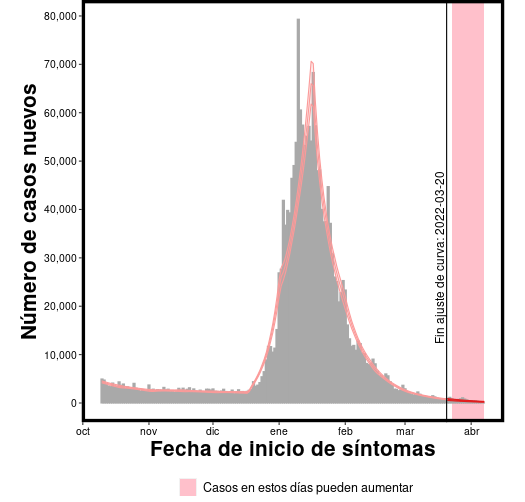 80,000
70,000
60,000
50,000
40,000
30,000
20,000
10,000
0
Número de casos nuevos
Fin ajuste de curva: 2022-03-20
oct nov dic ene feb mar abr
Fecha de inicio de síntomas
Casos en estos días pueden aumentar